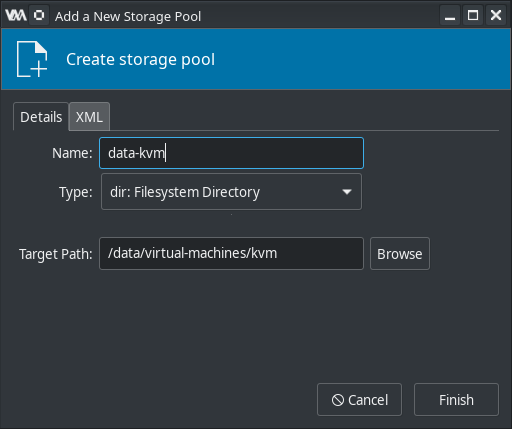 Add a New Storage Pool
Create storage pool
Details XML
Name: data-kvm
Type: dir: Filesystem Directory
Target Path: /data/virtual-machines/kvm Browse
Cancel Finish